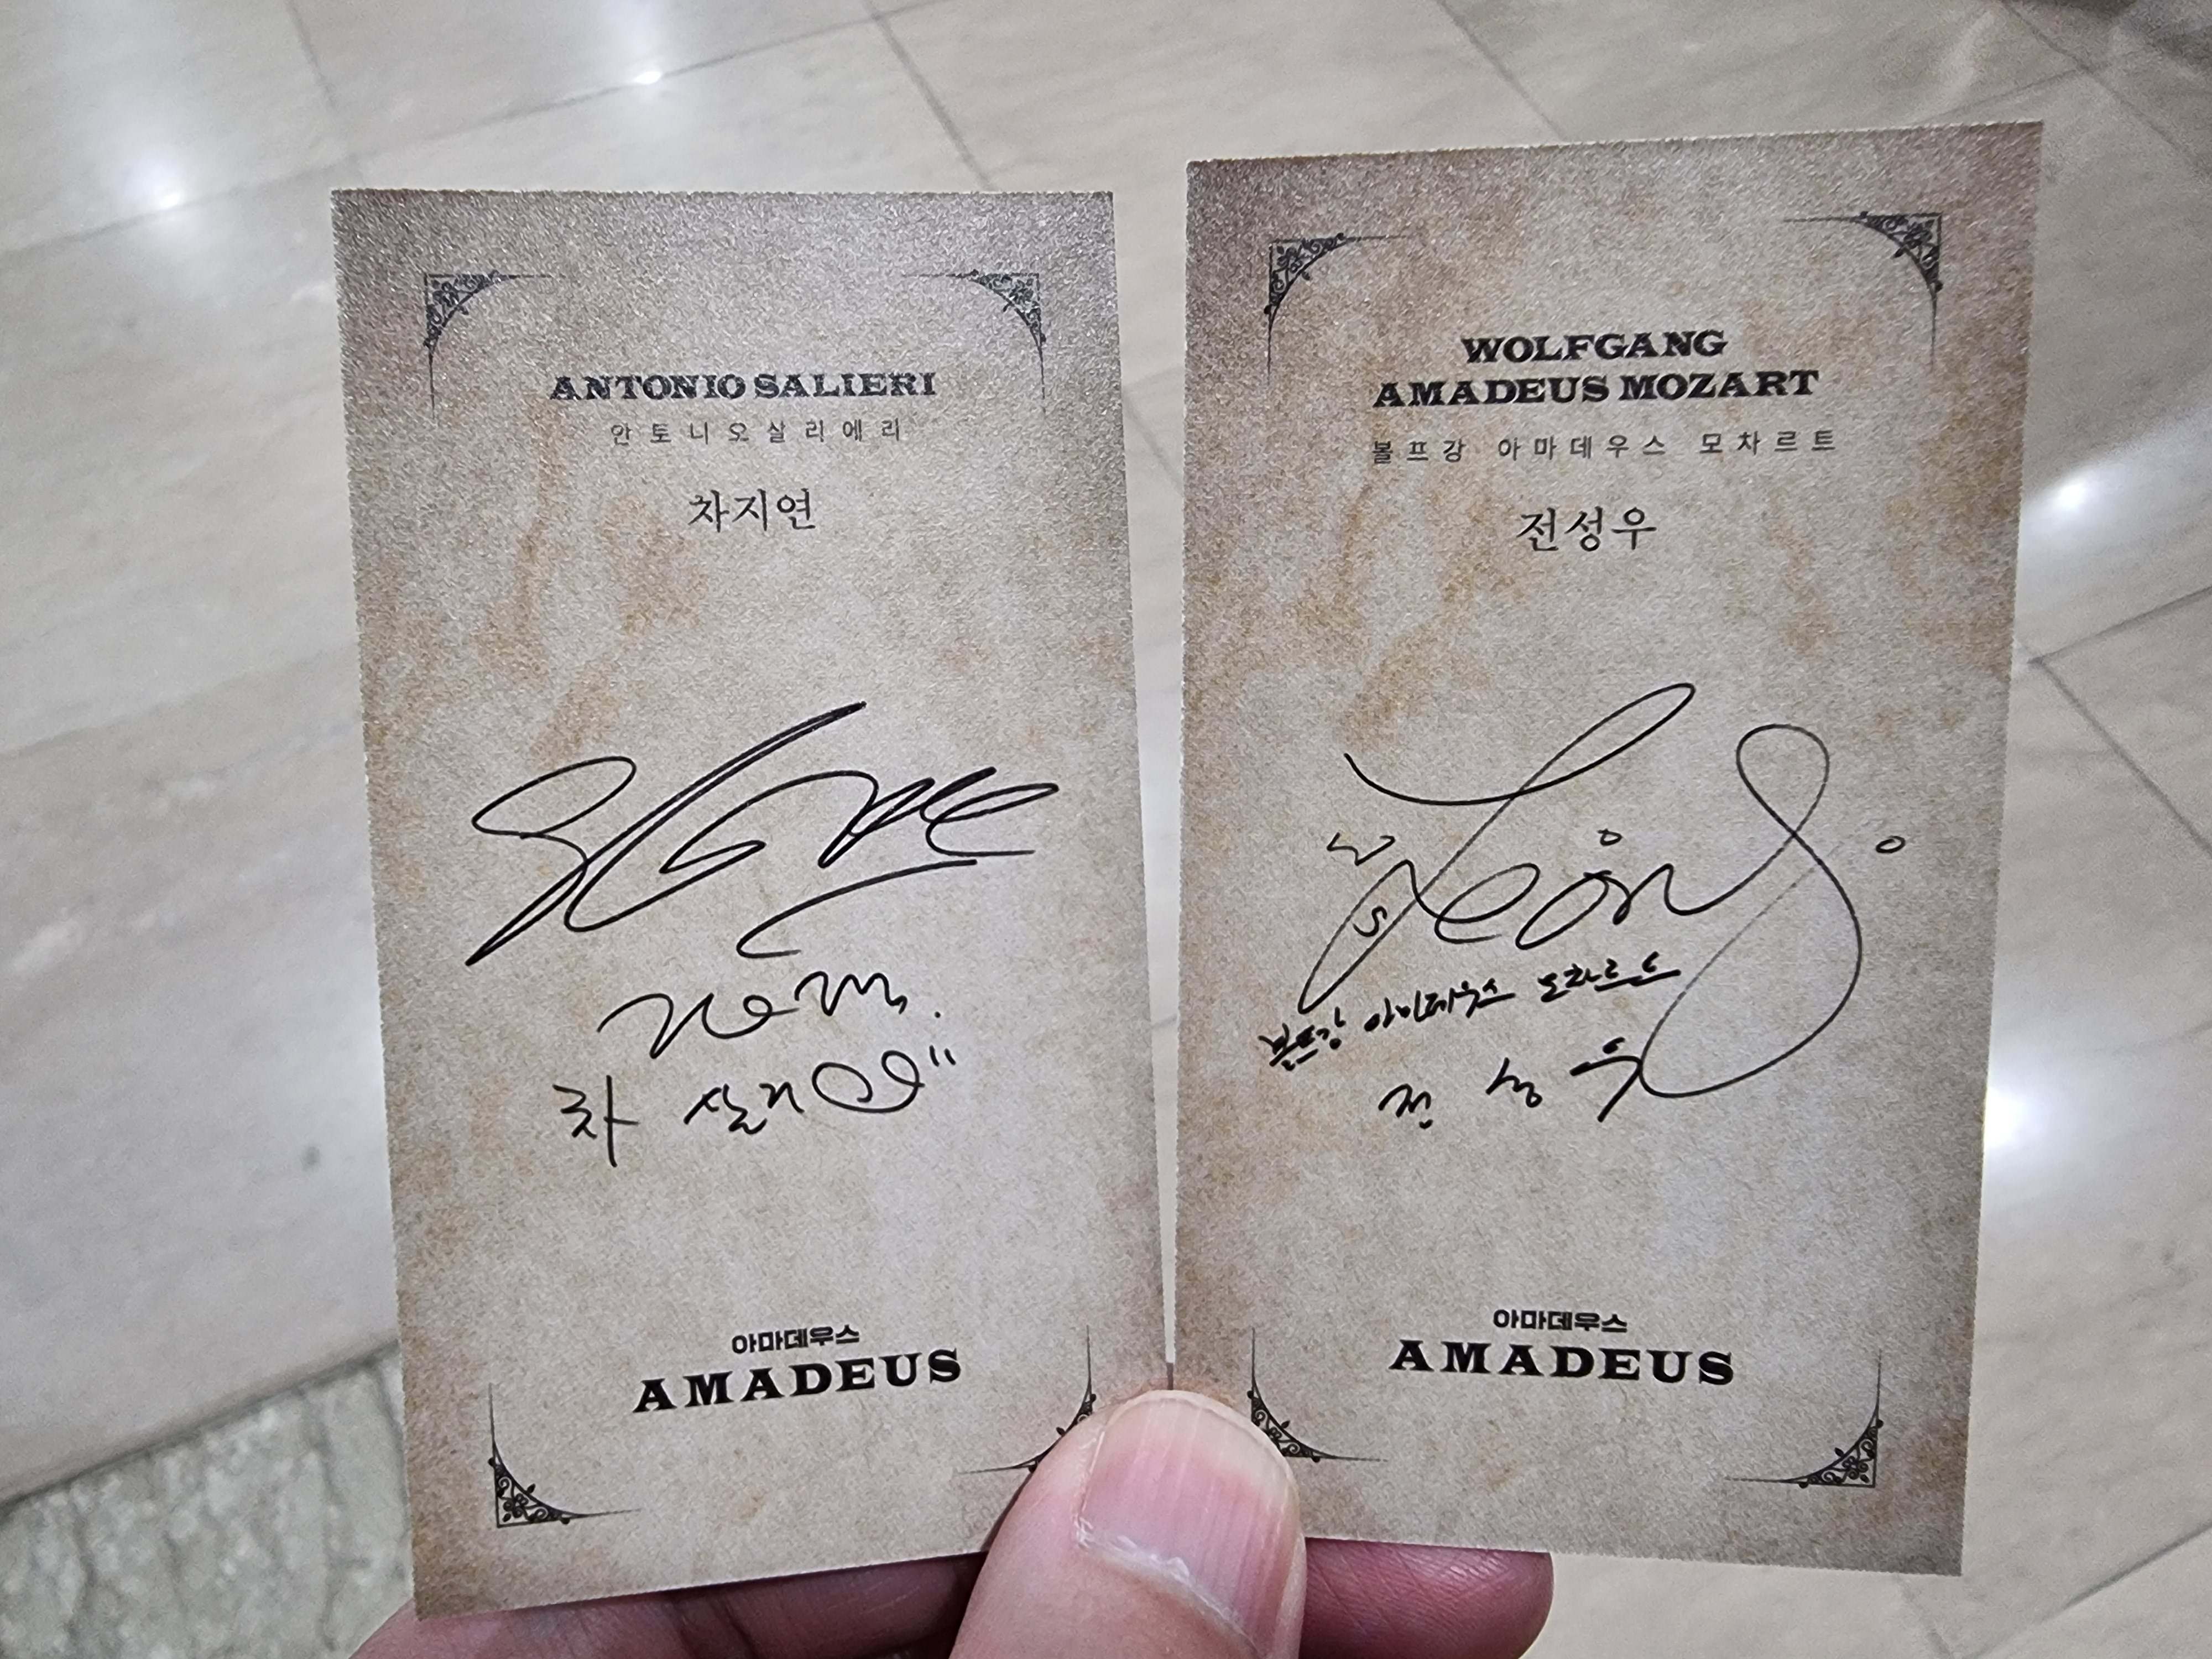 ANTONIO SALIERI
안토니오살리에리
차지연
차 살리에리"
아마데우스
AMADEUS
WOLFGANG
AMADEUS MOZART
볼프강 아마데우스 모차르트
전성우
볼프강 아마데우스 모차르트
전성우
아마데우스
AMADEUS